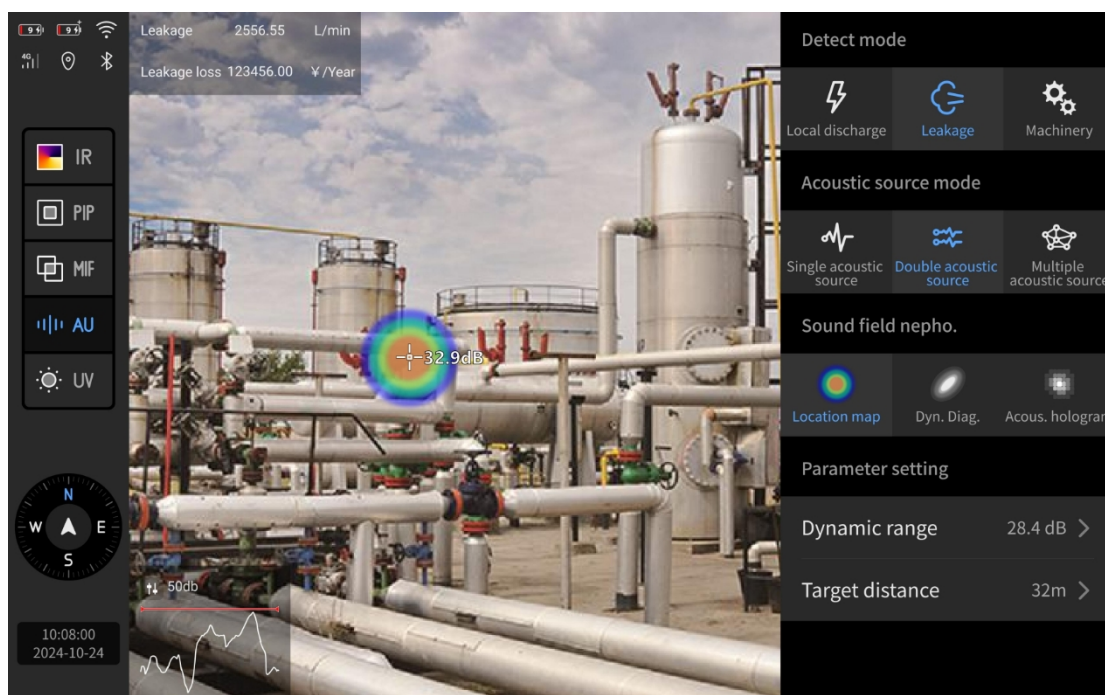 9 9
4G
Leakage 2556.55 L/min
Leakage loss 123456.00 ¥/Year
IR
PIP
MIF
AU
UV
N
W E
S
10:08:00
2024-10-24
-32.9dB
50db
Detect mode
Local discharge Leakage Machinery
Acoustic source mode
Single acoustic source
Double acoustic source
Multiple acoustic source
Sound field nepho.
Location map Dyn. Diag. Acous. hologram
Parameter setting
Dynamic range 28.4 dB
Target distance 32m